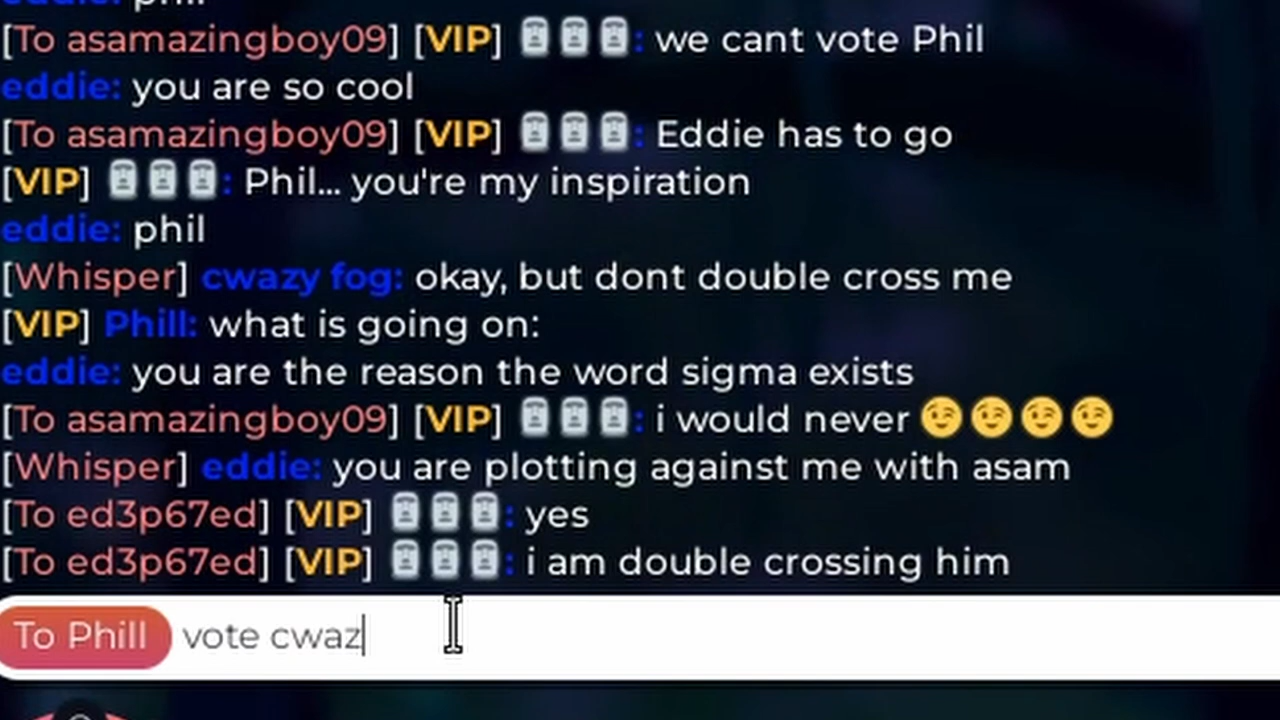 eddie: phil
[To asamazingboy09] [VIP] 🗿🗿🗿: we cant vote Phil
eddie: you are so cool
[To asamazingboy09] [VIP] 🗿🗿🗿: Eddie has to go
[VIP] 🗿🗿🗿: Phil... you're my inspiration
eddie: phil
[Whisper] cwazy fog: okay, but dont double cross me
[VIP] Phill: what is going on:
eddie: you are the reason the word sigma exists
[To asamazingboy09] [VIP] 🗿🗿🗿: i would never 😉😉😉😉
[Whisper] eddie: you are plotting against me with asam
[To ed3p67ed] [VIP] 🗿🗿🗿: yes
[To ed3p67ed] [VIP] 🗿🗿🗿: i am double crossing him
To Phill vote cwaz